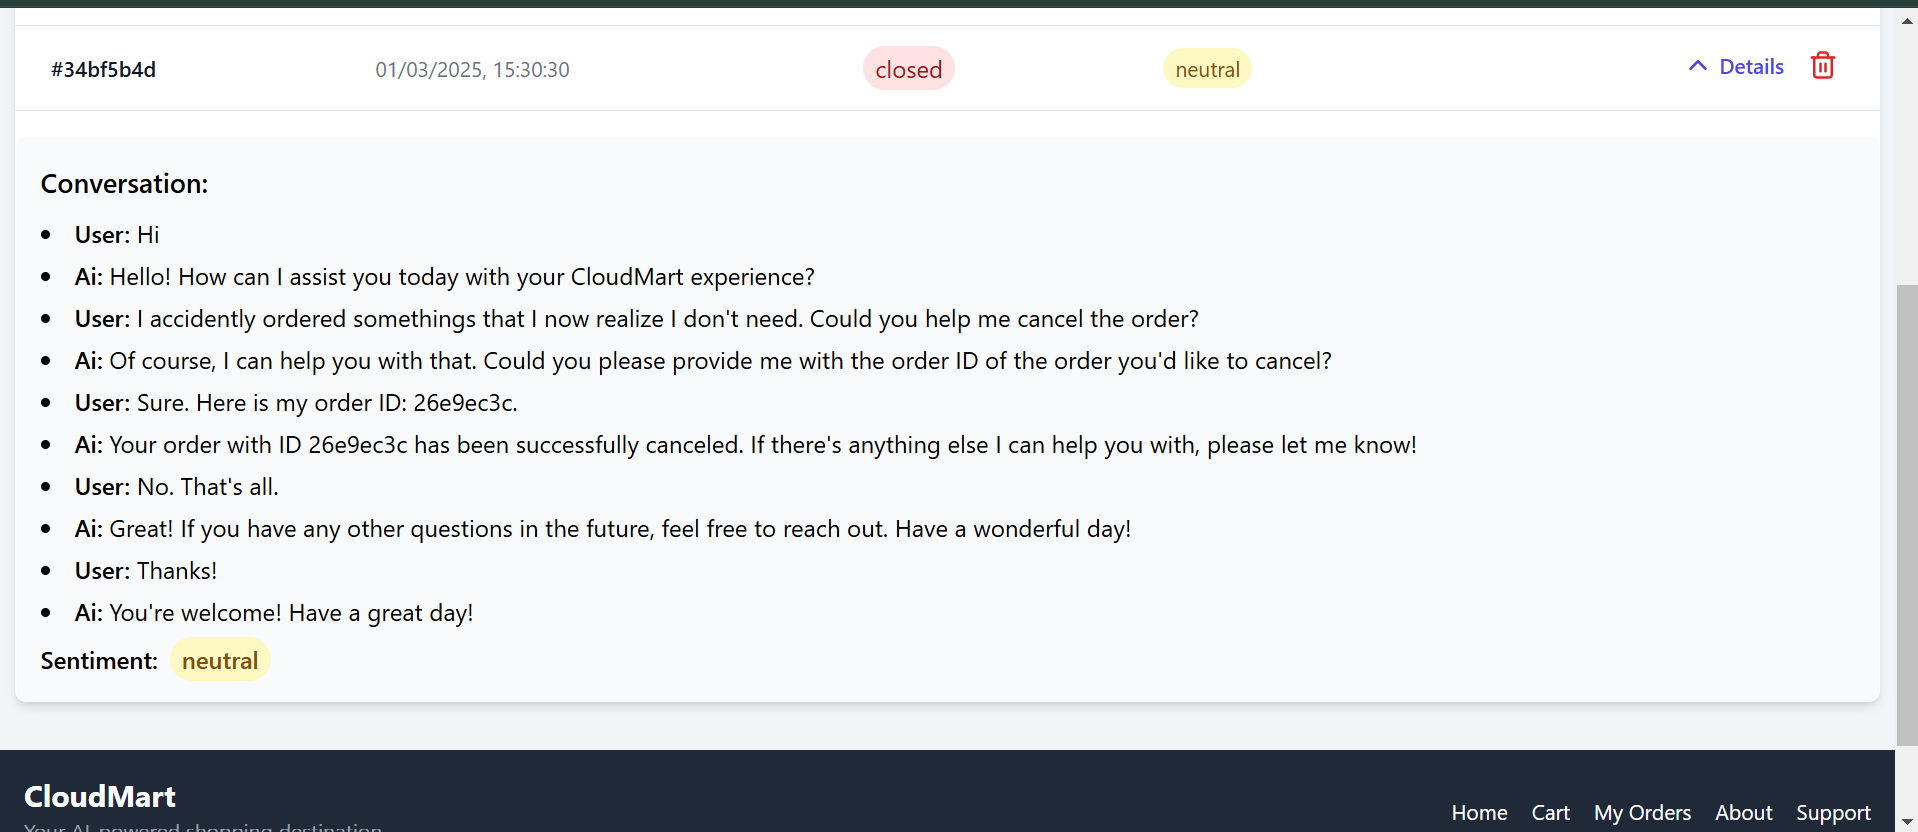 #34bf5b4d 01/03/2025, 15:30:30 closed neutral Details
Conversation:
User: Hi
Ai: Hello! How can I assist you today with your CloudMart experience?
User: I accidently ordered somethings that I now realize I don't need. Could you help me cancel the order?
Ai: Of course, I can help you with that. Could you please provide me with the order ID of the order you'd like to cancel?
User: Sure. Here is my order ID: 26e9ec3c.
Ai: Your order with ID 26e9ec3c has been successfully canceled. If there's anything else I can help you with, please let me know!
User: No. That's all.
Ai: Great! If you have any other questions in the future, feel free to reach out. Have a wonderful day!
User: Thanks!
Ai: You're welcome! Have a great day!
Sentiment: neutral
CloudMart
Your AI-powered shopping destination
Home Cart My Orders About Support